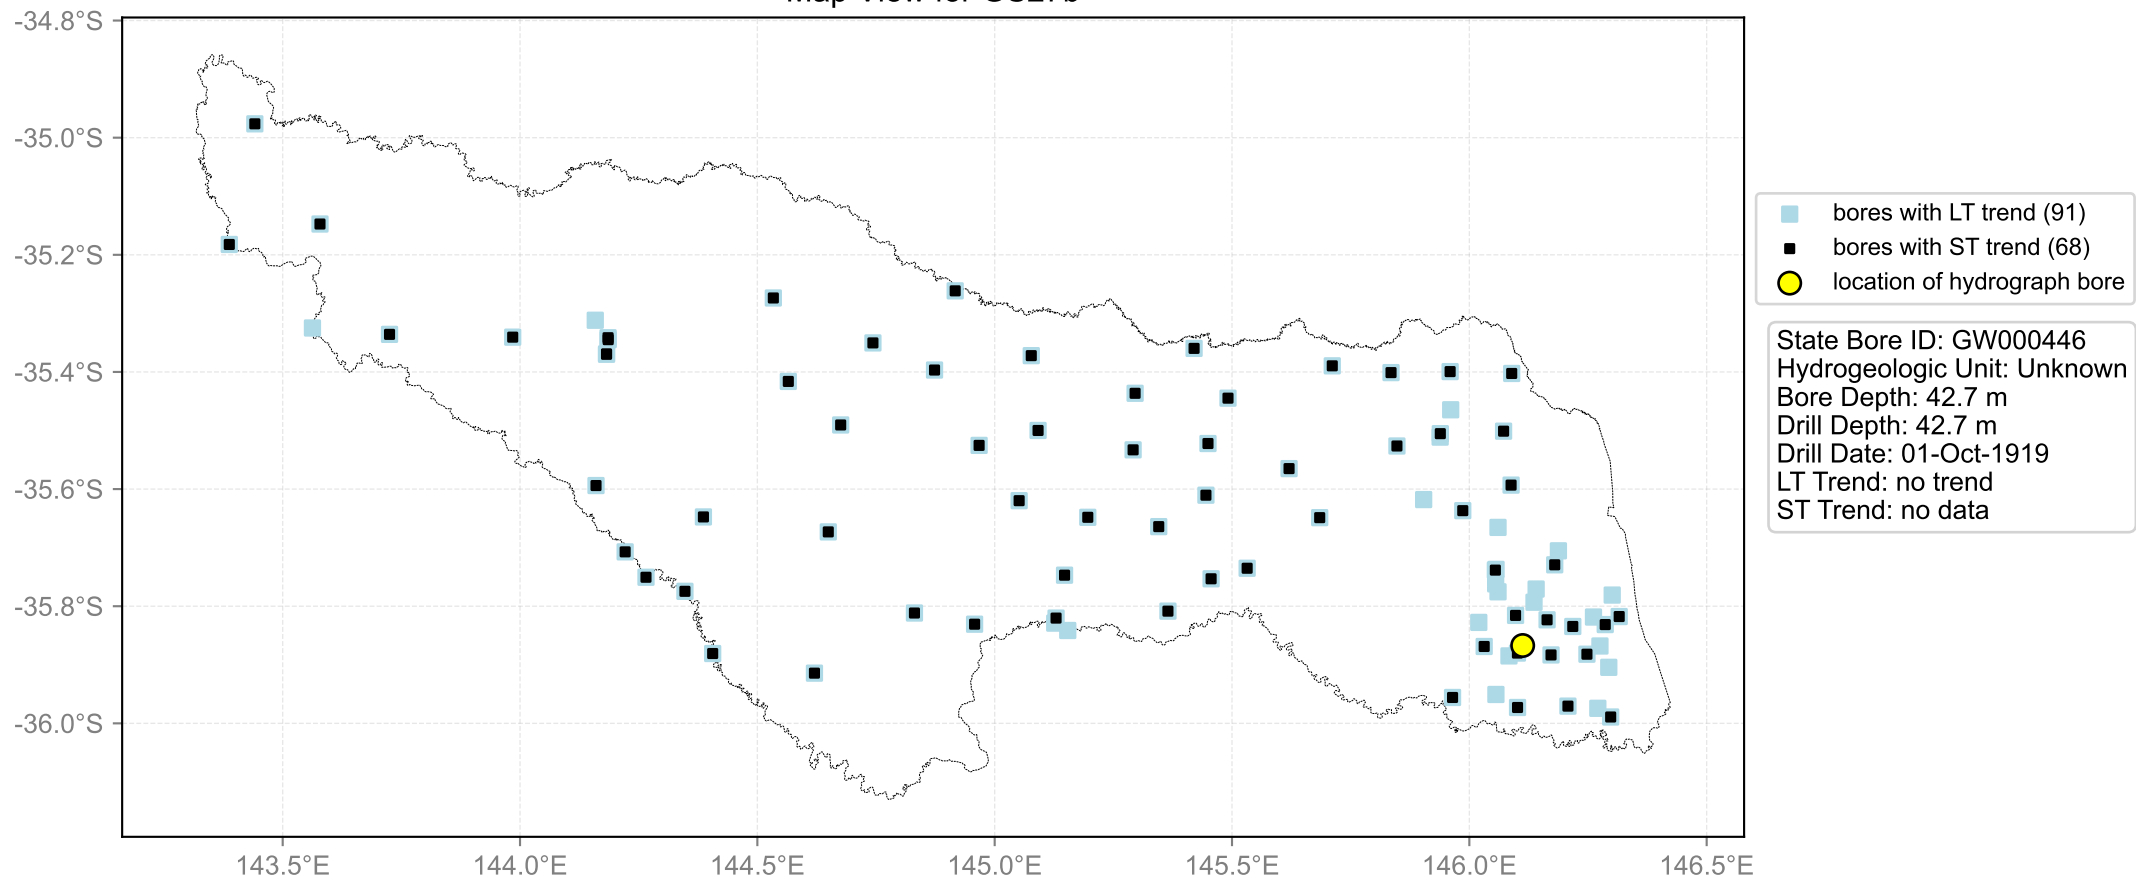 -34.8°S
-35.0°S
-35.2°S
-35.4°S
-35.6°S
-35.8°S
-36.0°S
143.5°E
144.0°E
144.5°E
145.0°E
145.5°E
146.0°E
146.5°E
bores with LT trend (91)
bores with ST trend (68)
location of hydrograph bore
State Bore ID: GW000446
Hydrogeologic Unit: Unknown
Bore Depth: 42.7 m
Drill Depth: 42.7 m
Drill Date: 01-Oct-1919
LT Trend: no trend
ST Trend: no data